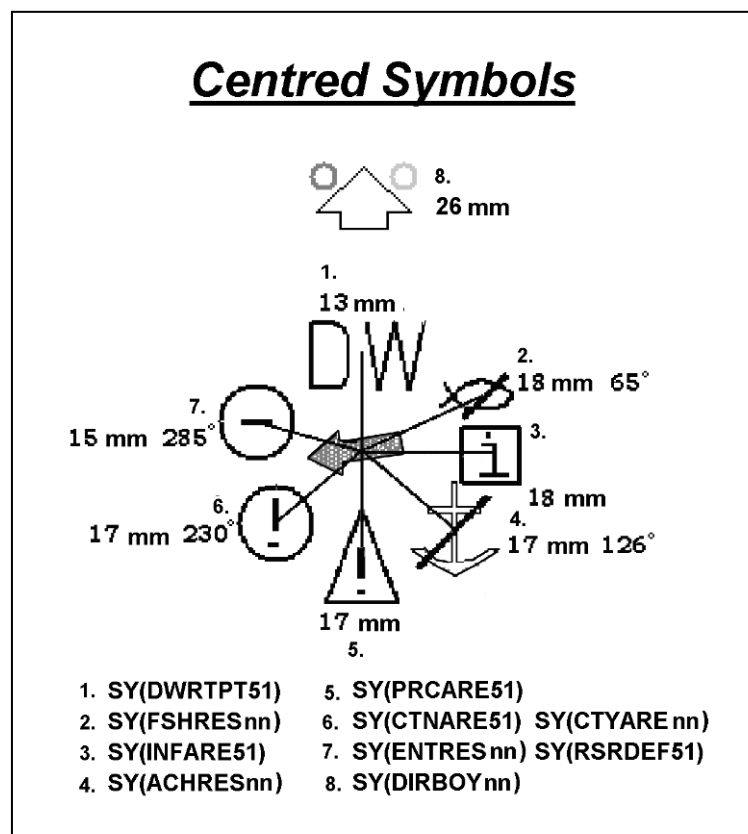 Centred Symbols
8.
26 mm
1.
13 mm
DW
2.
18 mm 65°
7.
15 mm 285°
3.
i
18 mm
6.
17 mm 230°
!
4.
17 mm 126°
!
17 mm
5.
1. SY(DWRTPT51) 5. SY(PRCARE51)
2. SY(FSHRESnn) 6. SY(CTNARE51) SY(CTYAREnn)
3. SY(INFARE51) 7. SY(ENTRESnn) SY(RSRDEF51)
4. SY(ACHRESnn) 8. SY(DIRBOYnn)